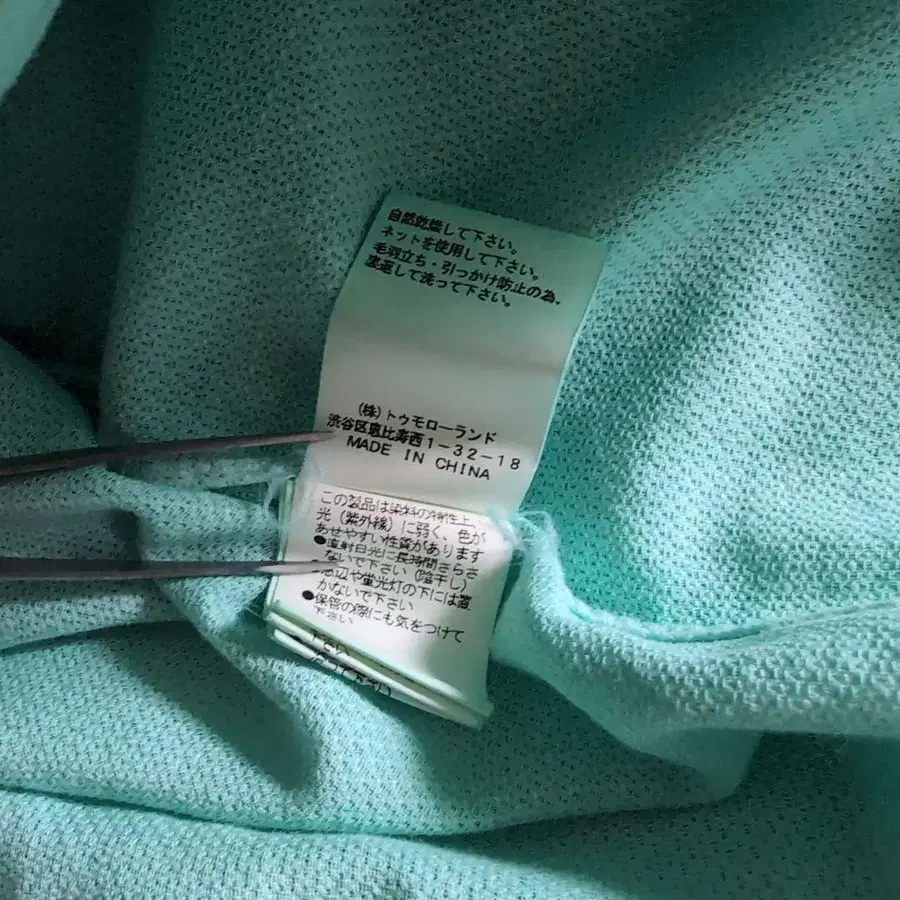 自然乾燥して下さい。
ネットを使用して下さい。
毛羽立ち・引っかけ防止の為、
裏返して洗って下さい。
(株)トゥモローランド
渋谷区恵比寿西1-32-18
MADE IN CHINA
この製品は染料の特性上、
光(紫外線)に弱く、色が
あせやすい性質があります
●直射日光に長時間さらさ
ないで下さい(陰干し)
窓辺や蛍光灯の下には置
かないで下さい
●保管の際にも気をつけて
下さい
下さい